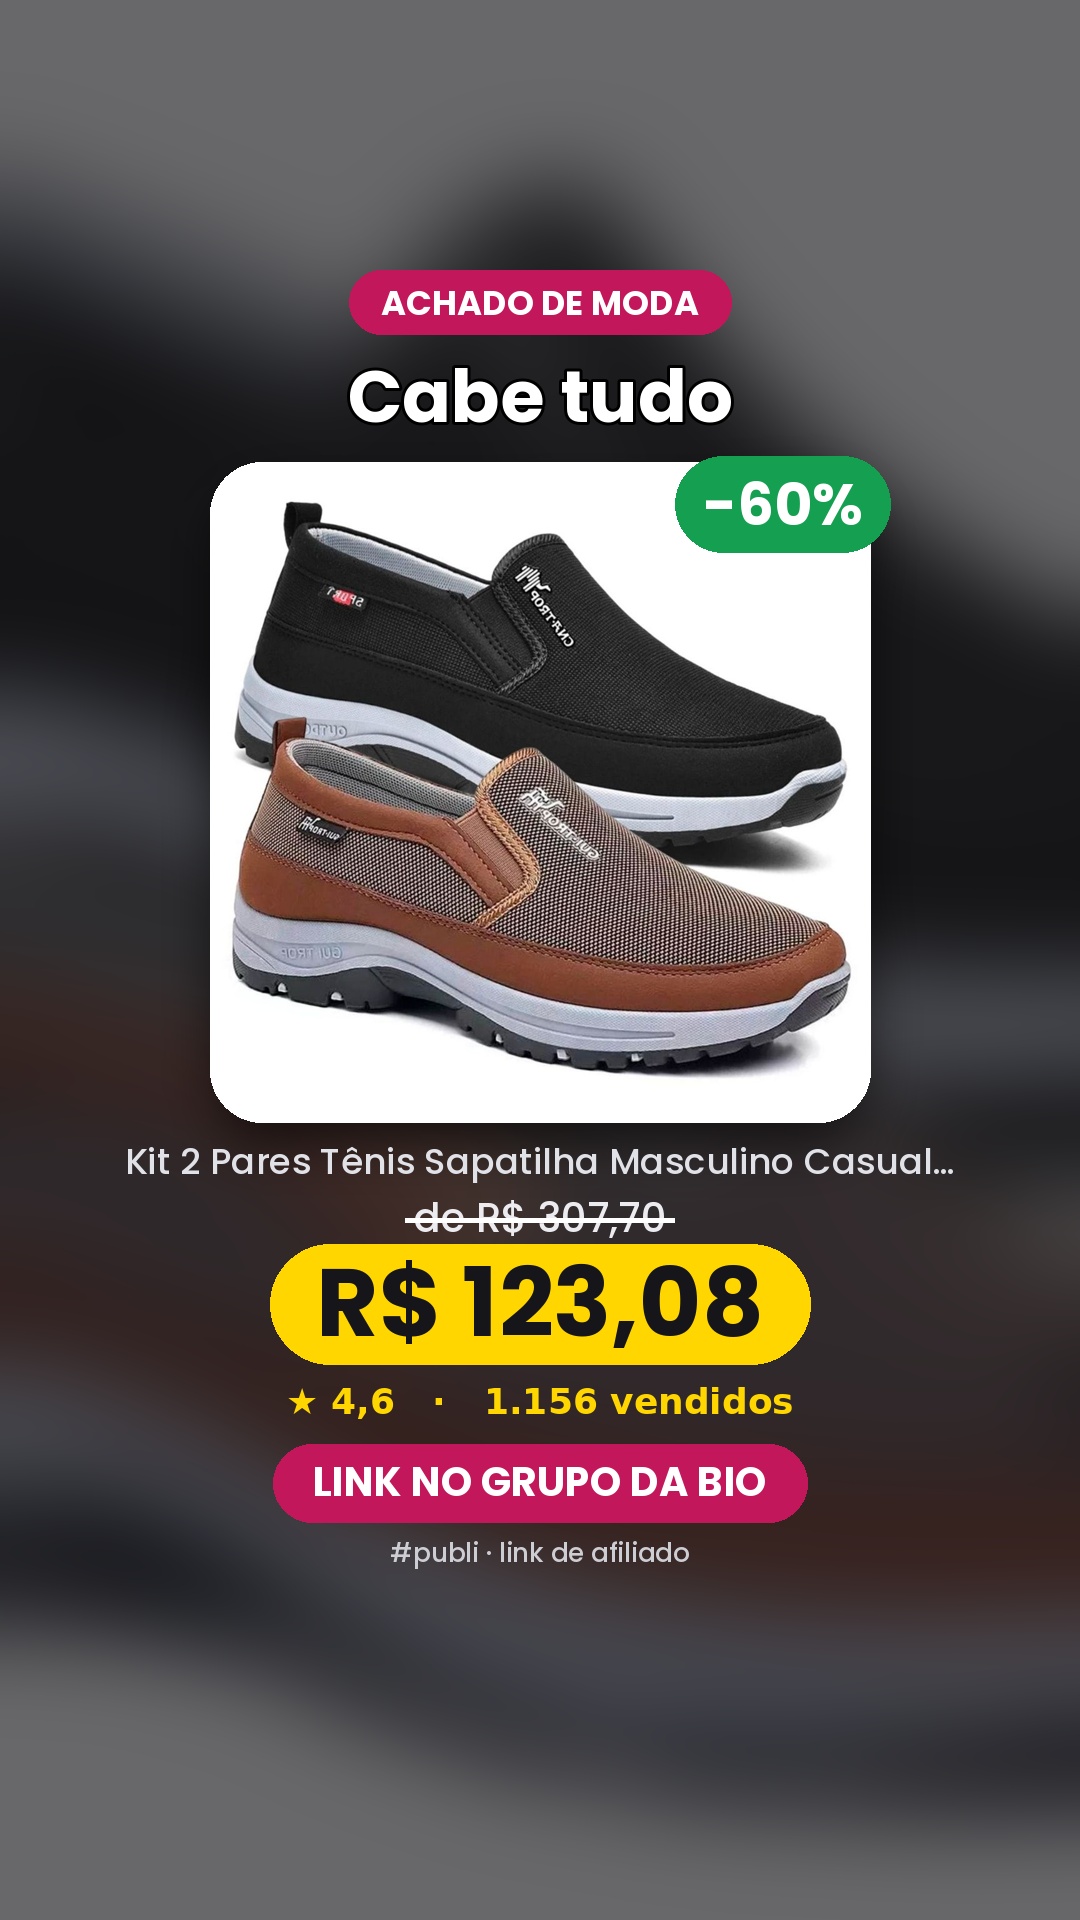 ACHADO DE MODA
Cabe tudo
-60%
Kit 2 Pares Tênis Sapatilha Masculino Casual...
de R$ 307,70
R$ 123,08
★ 4,6 · 1.156 vendidos
LINK NO GRUPO DA BIO
#publi · link de afiliado